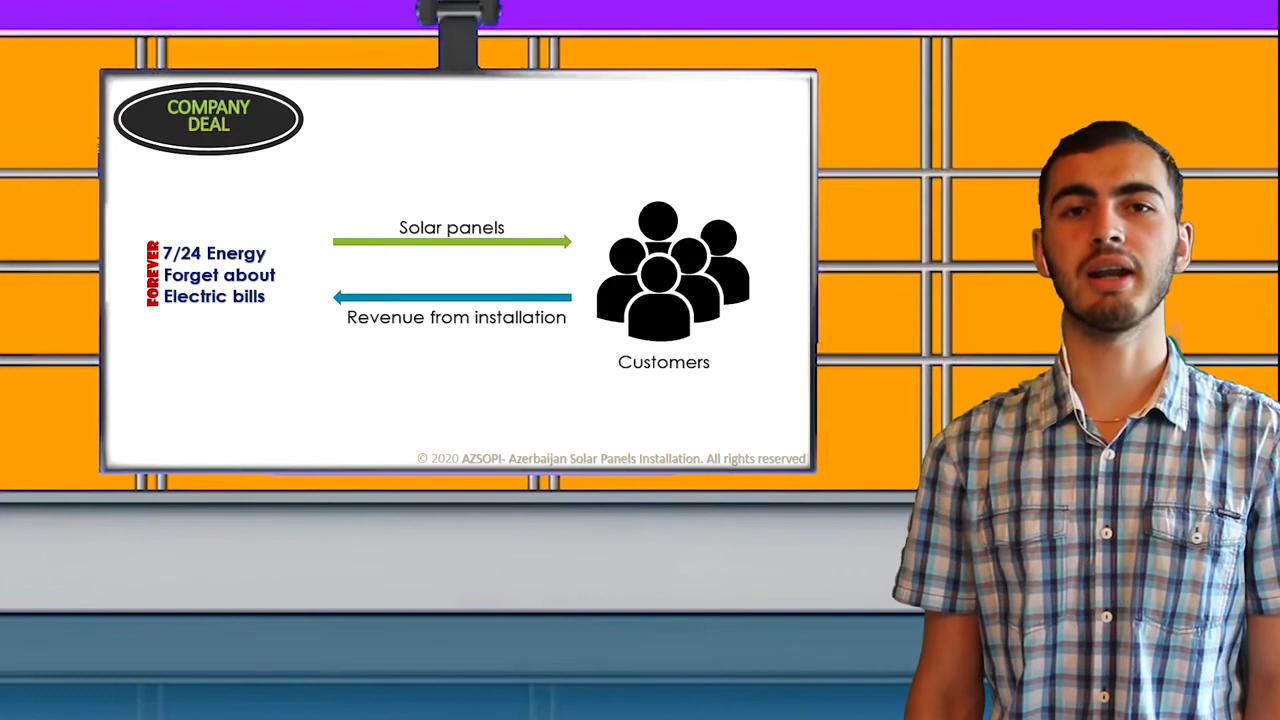 COMPANY
DEAL
Solar panels
FOREVER
7/24 Energy
Forget about
Electric bills
Revenue from installation
Customers
© 2020 AZSOPI- Azerbaijan Solar Panels Installation. All rights reserved